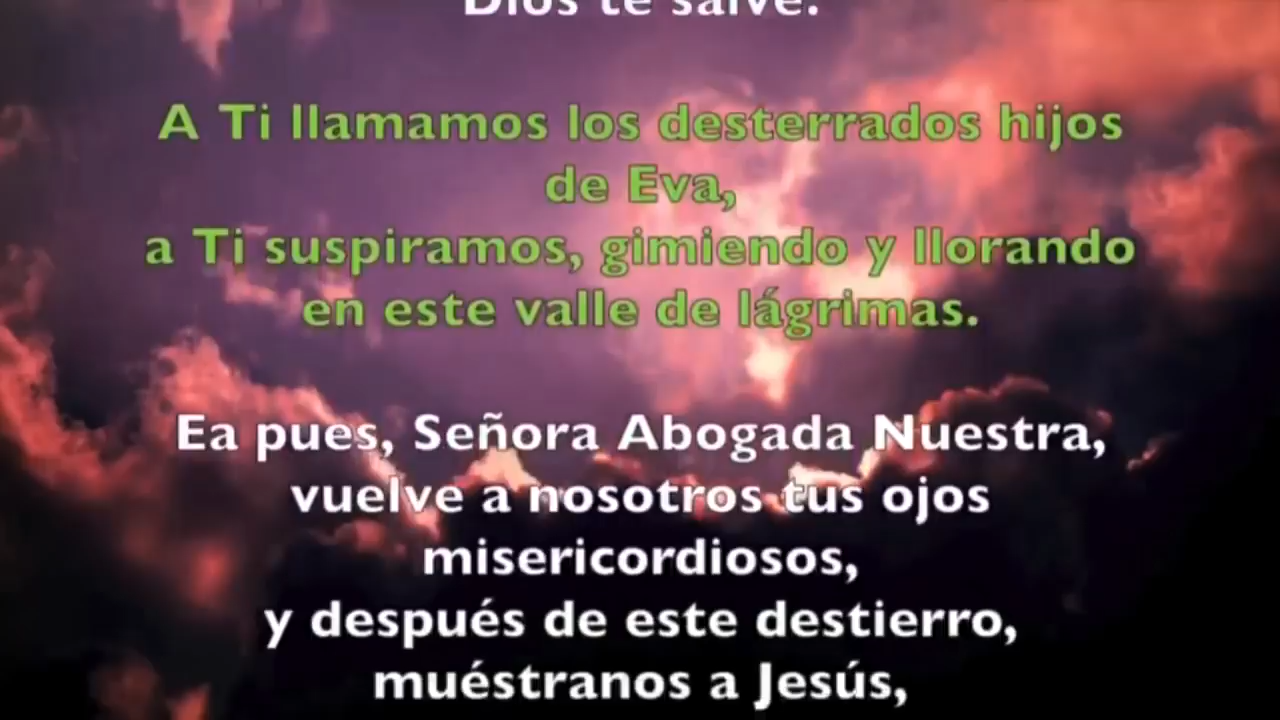 Dios te salve.
A Ti llamamos los desterrados hijos
de Eva,
a Ti suspiramos, gimiendo y llorando
en este valle de lágrimas.
Ea pues, Señora Abogada Nuestra,
vuelve a nosotros tus ojos
misericordiosos,
y después de este destierro,
muéstranos a Jesús,